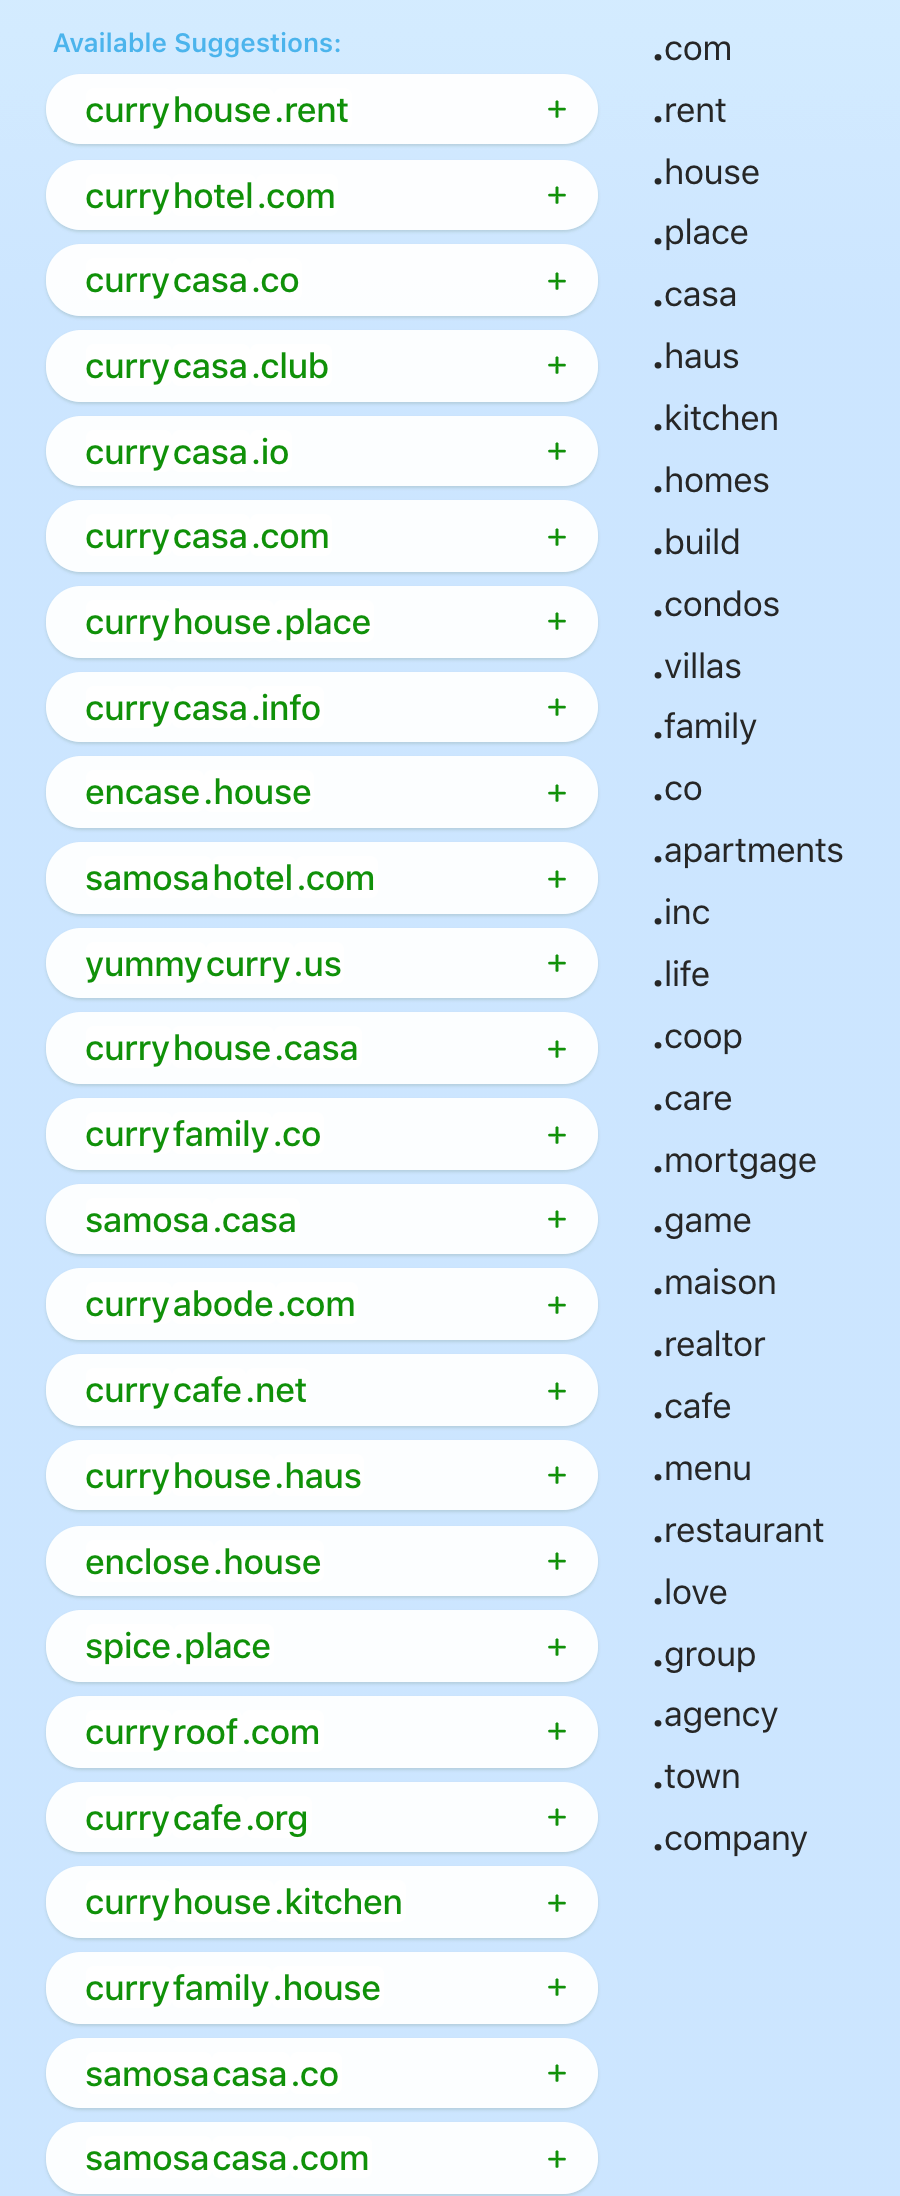 Available Suggestions:
curryhouse.rent +
curryhotel.com +
currycasa.co +
currycasa.club +
currycasa.io +
currycasa.com +
curryhouse.place +
currycasa.info +
encase.house +
samosahotel.com +
yummycurry.us +
curryhouse.casa +
curryfamily.co +
samosa.casa +
curryabode.com +
currycafe.net +
curryhouse.haus +
enclose.house +
spice.place +
curryroof.com +
currycafe.org +
curryhouse.kitchen +
curryfamily.house +
samosacasa.co +
samosacasa.com +
.com
.rent
.house
.place
.casa
.haus
.kitchen
.homes
.build
.condos
.villas
.family
.co
.apartments
.inc
.life
.coop
.care
.mortgage
.game
.maison
.realtor
.cafe
.menu
.restaurant
.love
.group
.agency
.town
.company